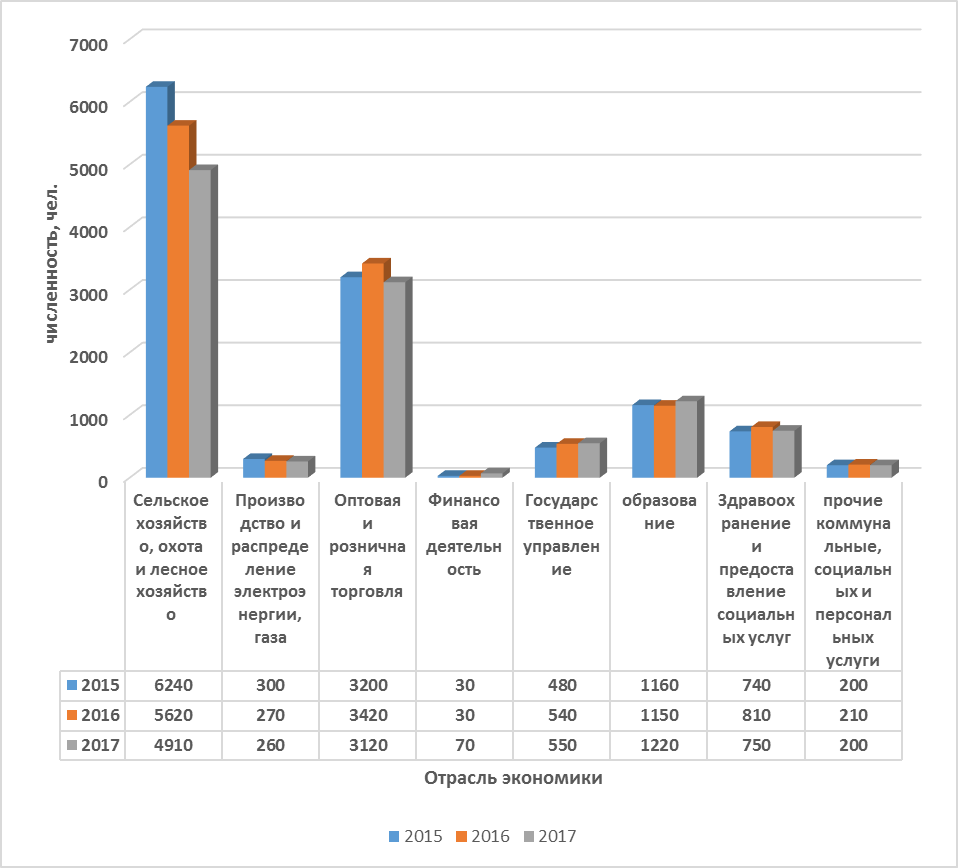 7000
6000
5000
4000
3000
2000
1000
0
численность, чел.
Сельское
хозяйств
о, охота
и лесное
хозяйств
о
Произво
дство и
распреде
ление
электроэ
нергии,
газа
Оптовая
и
рознична
я
торговля
Финансо
вая
деятельн
ость
Государс
твенное
управлен
ие
образова
ние
Здравоох
ранение
и
предоста
вление
социальн
ых услуг
прочие
коммуна
льные,
социальн
ых и
персонал
ьных
услуги
2015 6240 300 3200 30 480 1160 740 200
2016 5620 270 3420 30 540 1150 810 210
2017 4910 260 3120 70 550 1220 750 200
Отрасль экономики
2015 2016 2017